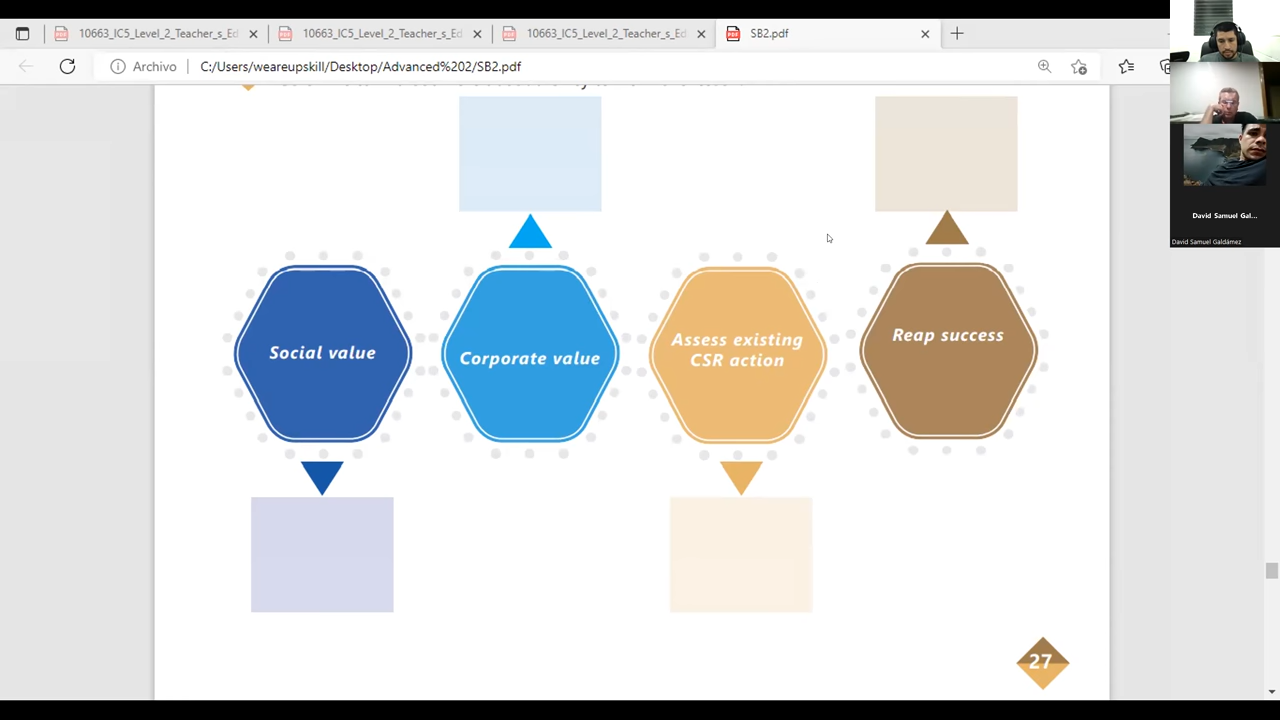 10663_IC5_Level_2_Teacher_s_Ed
10663_IC5_Level_2_Teacher_s_Ed
10663_IC5_Level_2_Teacher_s_Ed
SB2.pdf
Archivo
C:/Users/weareupskill/Desktop/Advanced%202/SB2.pdf
Social value
Corporate value
Assess existing
CSR action
Reap success
27
David Samuel Gal...
David Samuel Galdámez